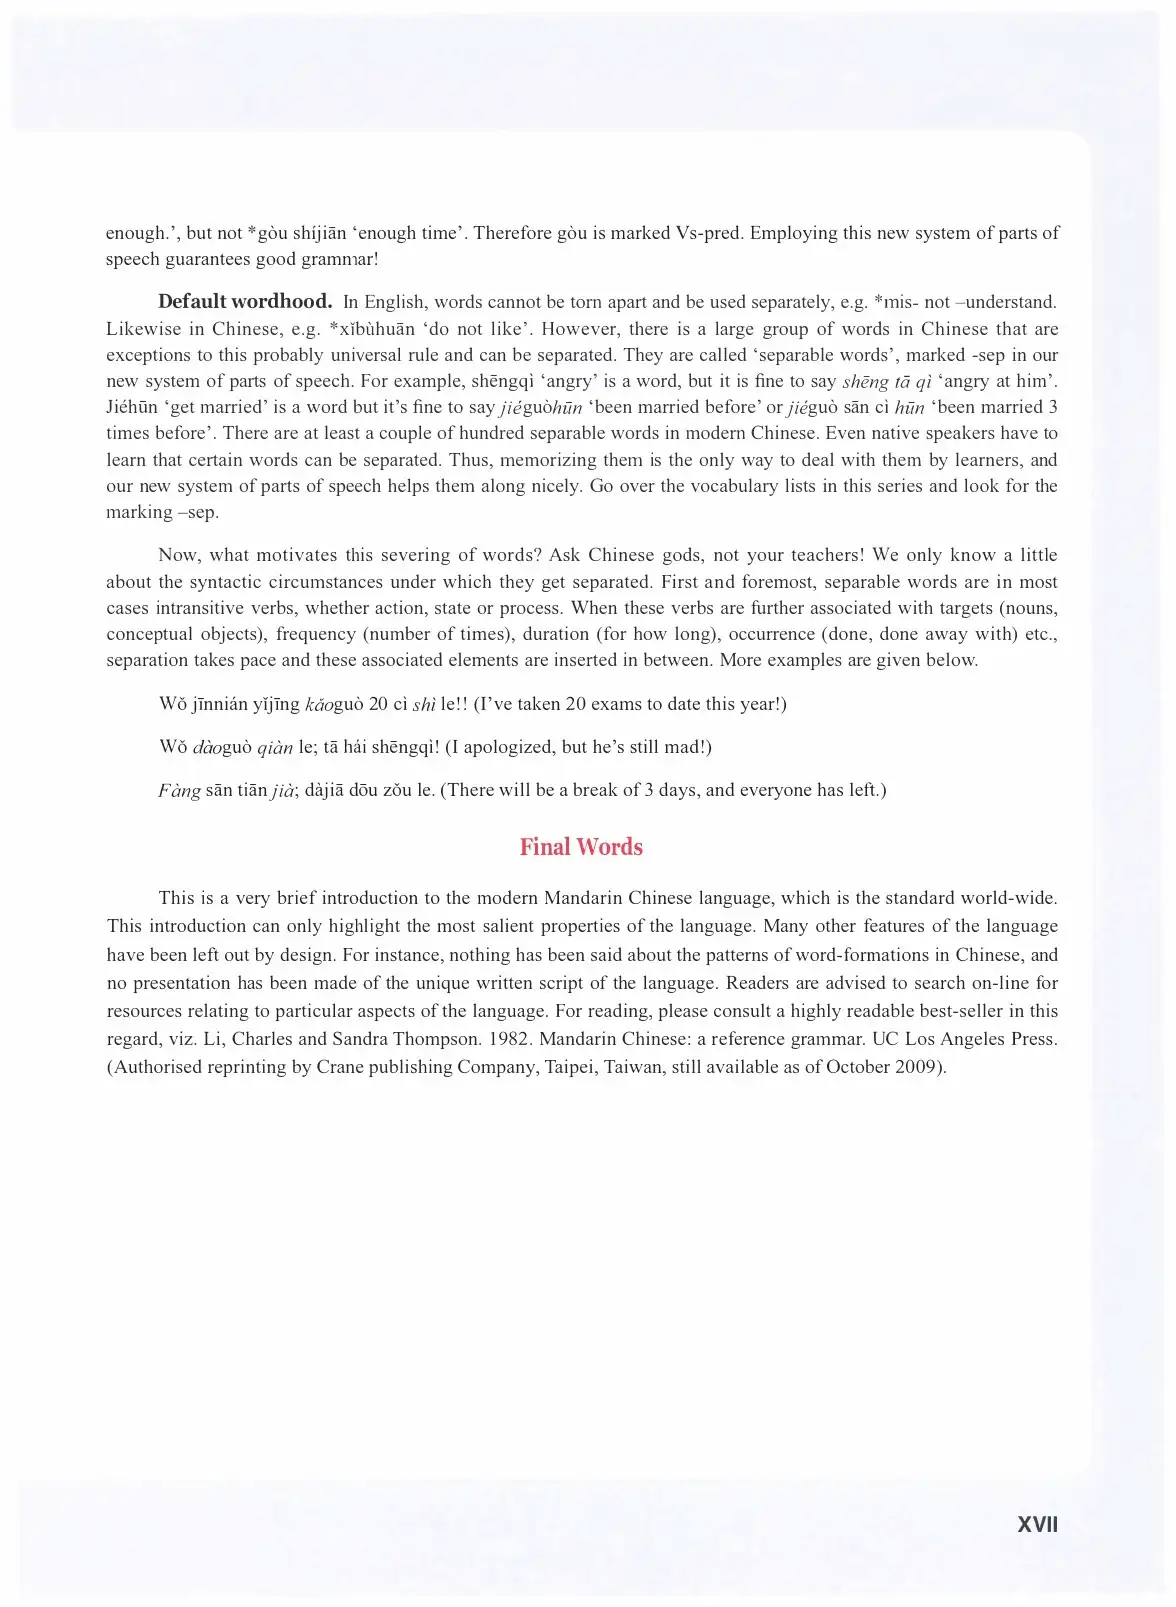 enough.’, but not *gòu shíjiān ‘enough time’. Therefore gòu is marked Vs-pred. Employing this new system of parts of
speech guarantees good grammar!
Default wordhood. In English, words cannot be torn apart and be used separately, e.g. *mis- not –understand.
Likewise in Chinese, e.g. *xǐbùhuān ‘do not like’. However, there is a large group of words in Chinese that are
exceptions to this probably universal rule and can be separated. They are called ‘separable words’, marked -sep in our
new system of parts of speech. For example, shēngqì ‘angry’ is a word, but it is fine to say shēng tā qì ‘angry at him’.
Jiéhūn ‘get married’ is a word but it’s fine to say jiéguòhūn ‘been married before’ or jiéguò sān cì hūn ‘been married 3
times before’. There are at least a couple of hundred separable words in modern Chinese. Even native speakers have to
learn that certain words can be separated. Thus, memorizing them is the only way to deal with them by learners, and
our new system of parts of speech helps them along nicely. Go over the vocabulary lists in this series and look for the
marking –sep.
Now, what motivates this severing of words? Ask Chinese gods, not your teachers! We only know a little
about the syntactic circumstances under which they get separated. First and foremost, separable words are in most
cases intransitive verbs, whether action, state or process. When these verbs are further associated with targets (nouns,
conceptual objects), frequency (number of times), duration (for how long), occurrence (done, done away with) etc.,
separation takes pace and these associated elements are inserted in between. More examples are given below.
Wǒ jīnnián yǐjīng kǎoguò 20 cì shì le!! (I’ve taken 20 exams to date this year!)
Wǒ dàoguò qiàn le; tā hái shēngqì! (I apologized, but he’s still mad!)
Fàng sān tiān jià; dàjiā dōu zǒu le. (There will be a break of 3 days, and everyone has left.)
Final Words
This is a very brief introduction to the modern Mandarin Chinese language, which is the standard world-wide.
This introduction can only highlight the most salient properties of the language. Many other features of the language
have been left out by design. For instance, nothing has been said about the patterns of word-formations in Chinese, and
no presentation has been made of the unique written script of the language. Readers are advised to search on-line for
resources relating to particular aspects of the language. For reading, please consult a highly readable best-seller in this
regard, viz. Li, Charles and Sandra Thompson. 1982. Mandarin Chinese: a reference grammar. UC Los Angeles Press.
(Authorised reprinting by Crane publishing Company, Taipei, Taiwan, still available as of October 2009).
XVII